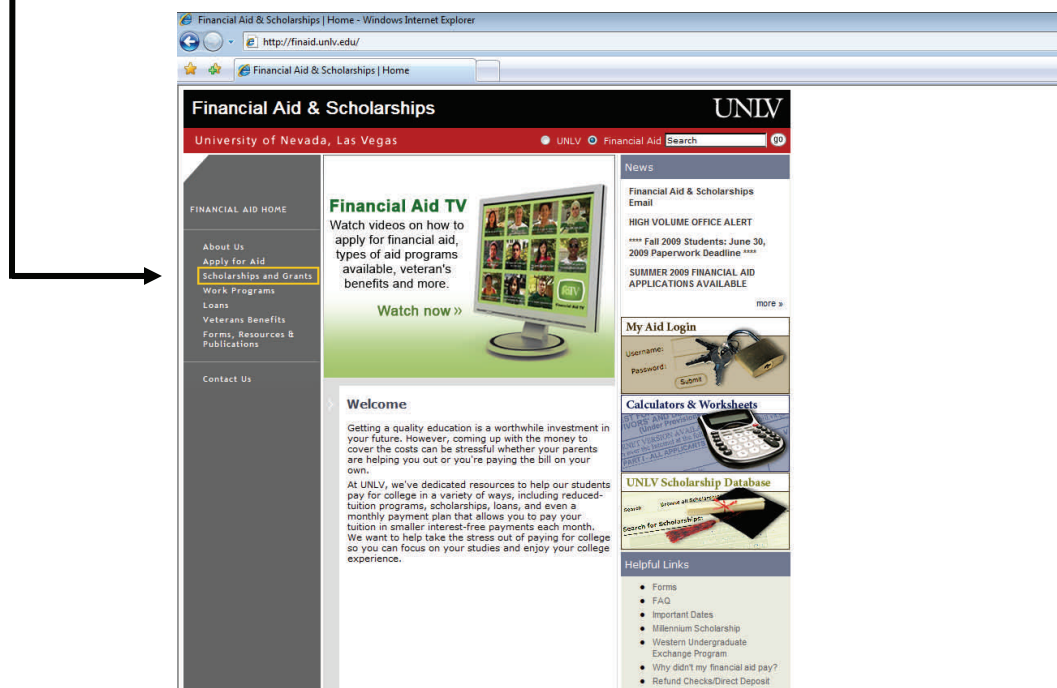 Financial Aid & Scholarships | Home - Windows Internet Explorer
http://finaid.unlv.edu/
Financial Aid & Scholarships | Home
Financial Aid & Scholarships
UNLV
University of Nevada, Las Vegas
UNLV Financial Aid Search go
FINANCIAL AID HOME
About Us
Apply for Aid
Scholarships and Grants
Work Programs
Loans
Veterans Benefits
Forms, Resources &
Publications
Contact Us
Financial Aid TV
Watch videos on how to
apply for financial aid,
types of aid programs
available, veteran's
benefits and more.
Watch now »
Welcome
Getting a quality education is a worthwhile investment in
your future. However, coming up with the money to
cover the costs can be stressful whether your parents
are helping you out or you're paying the bill on your
own.
At UNLV, we've dedicated resources to help our students
pay for college in a variety of ways, including reduced-
tuition programs, scholarships, loans, and even a
monthly payment plan that allows you to pay your
tuition in smaller interest-free payments each month.
We want to help take the stress out of paying for college
so you can focus on your studies and enjoy your college
experience.
News
Financial Aid & Scholarships
Email
HIGH VOLUME OFFICE ALERT
**** Fall 2009 Students: June 30,
2009 Paperwork Deadline ****
SUMMER 2009 FINANCIAL AID
APPLICATIONS AVAILABLE
more »
My Aid Login
Username:
Password:
Submit
Calculators & Worksheets
UNLV Scholarship Database
Search Browse all Scholarships
Search for Scholarships:
Helpful Links
Forms
FAQ
Important Dates
Millennium Scholarship
Western Undergraduate
Exchange Program
Why didn't my financial aid pay?
Refund Checks/Direct Deposit